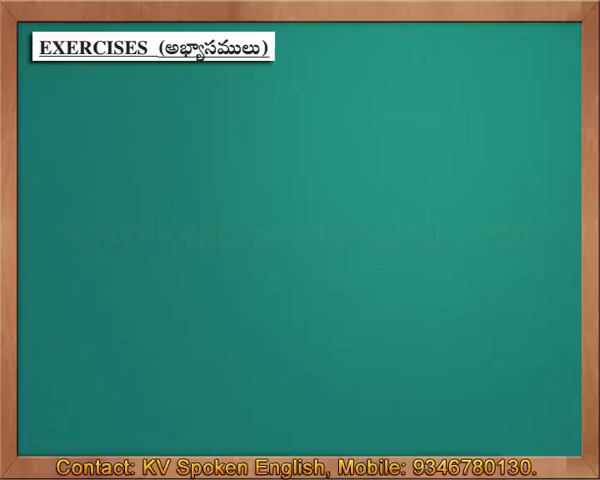 EXERCISES (అభ్యాసములు)
Contact: KV Spoken English, Mobile: 9346780130.